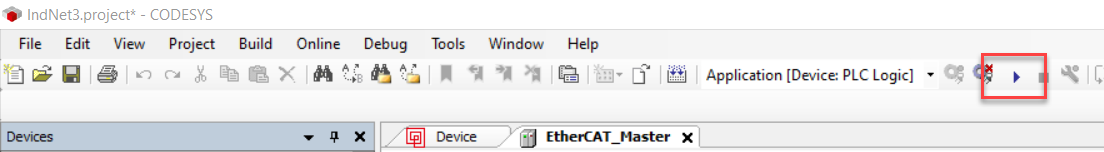 IndNet3.project* - CODESYS
File Edit View Project Build Online Debug Tools Window Help
Application [Device: PLC Logic]
Devices Device EtherCAT_Master